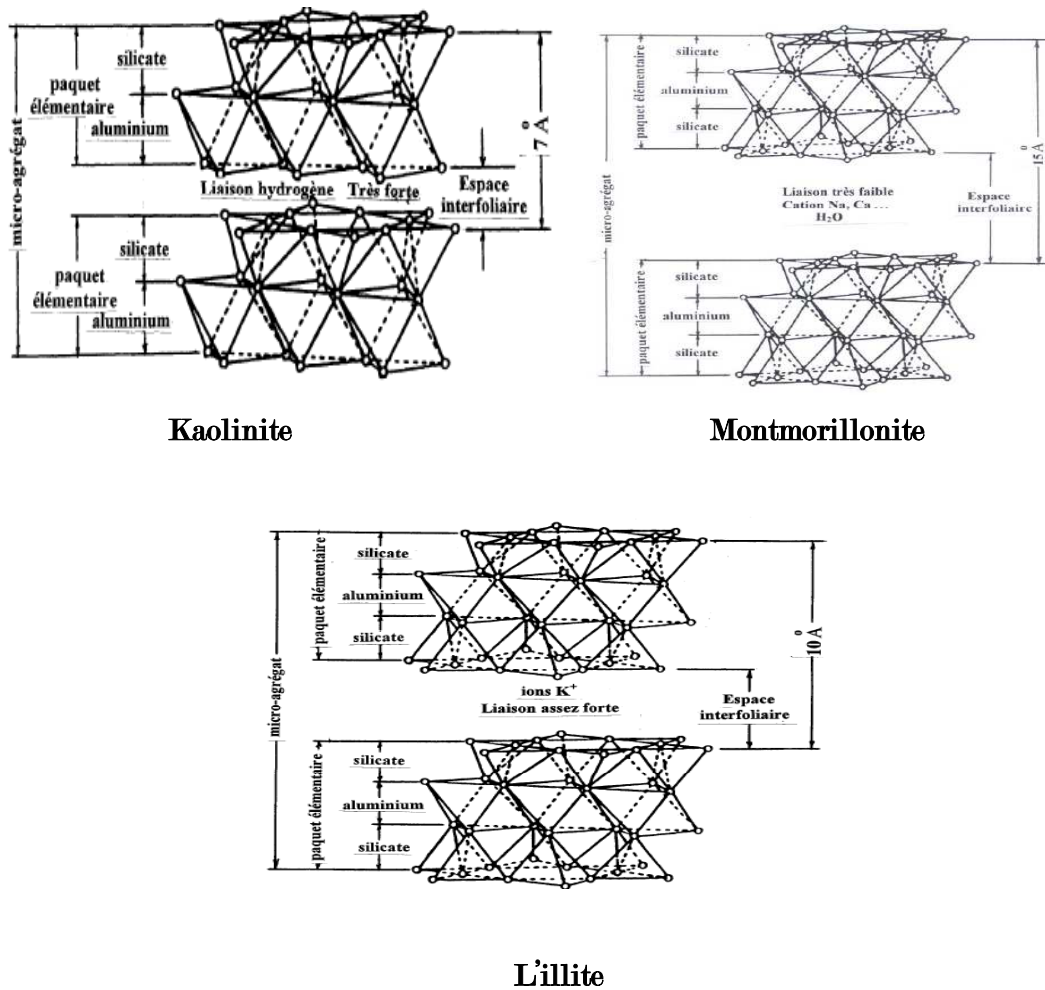 silicate
paquet
élémentaire
aluminium
micro-agrégat
7 Å
Liaison hydrogène Très forte
Espace
interfoliaire
silicate
paquet
élémentaire
aluminium
Kaolinite
silicate
aluminium
silicate
paquet élémentaire
micro-agrégat
15 Å
Liaison très faible
Cation Na, Ca ...
H₂O
Espace
interfoliaire
silicate
aluminium
silicate
paquet élémentaire
Montmorillonite
silicate
aluminium
silicate
paquet élémentaire
micro-agrégat
10 Å
ions K⁺
Liaison assez forte
Espace
interfoliaire
silicate
aluminium
silicate
paquet élémentaire
L'illite